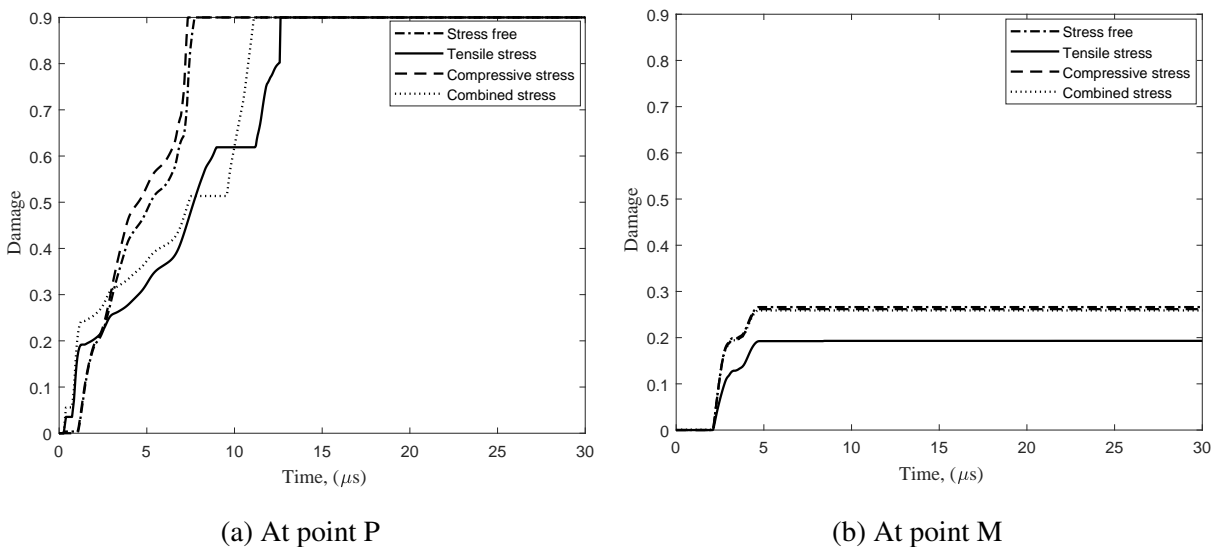 0.9
0.8
0.7
0.6
0.5
0.4
0.3
0.2
0.1
0
Damage
0 5 10 15 20 25 30
Time, (μs)
Stress free
Tensile stress
Compressive stress
Combined stress
(a) At point P
0.9
0.8
0.7
0.6
0.5
0.4
0.3
0.2
0.1
0
Damage
0 5 10 15 20 25 30
Time, (μs)
Stress free
Tensile stress
Compressive stress
Combined stress
(b) At point M